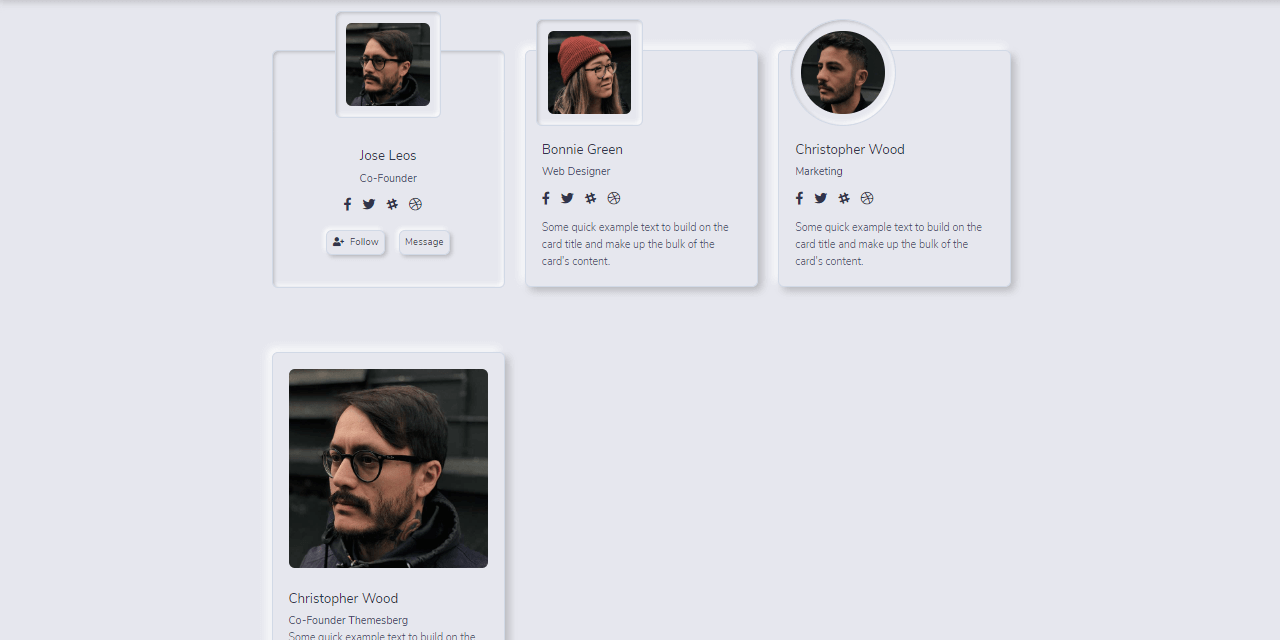 Jose Leos
Co-Founder
Follow
Message
Bonnie Green
Web Designer
Some quick example text to build on the
card title and make up the bulk of the
card's content.
Christopher Wood
Marketing
Some quick example text to build on the
card title and make up the bulk of the
card's content.
Christopher Wood
Co-Founder Themesberg
Some quick example text to build on the